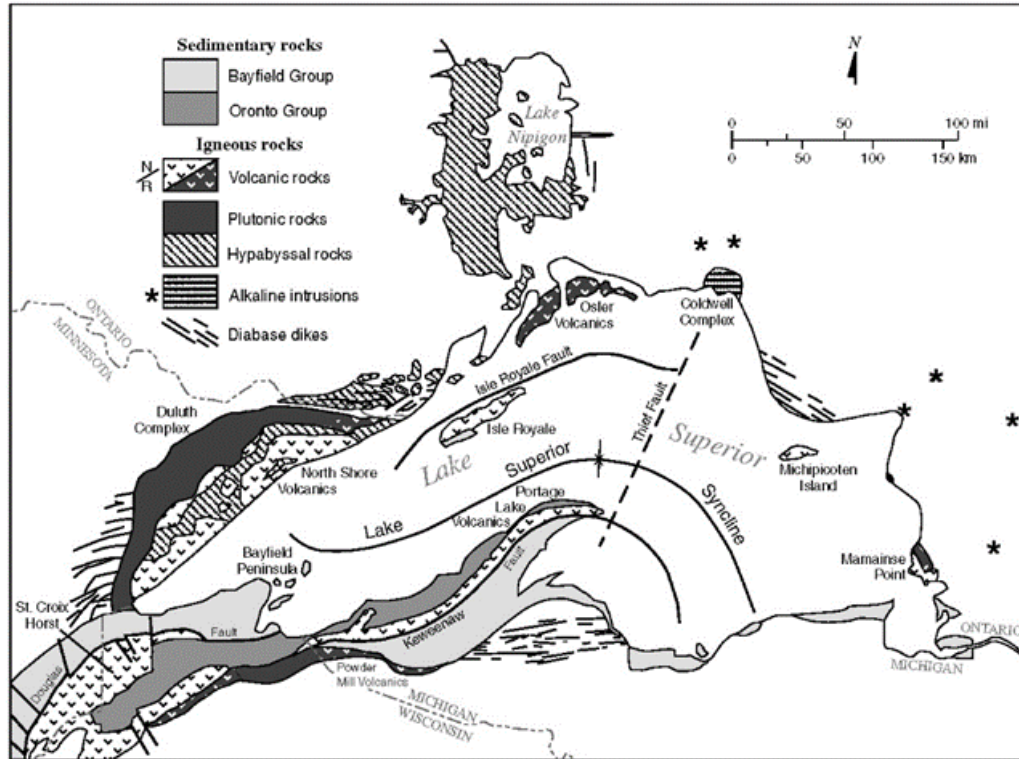 Sedimentary rocks
Bayfield Group
Oronto Group
Igneous rocks
N
R
Volcanic rocks
Plutonic rocks
Hypabyssal rocks
* Alkaline intrusions
Diabase dikes
N
0 50 100 mi
0 50 100 150 km
Lake
Nipigon
* *
Coldwell
Complex
Osler
Volcanics
ONTARIO
MINNESOTA
Isle Royale Fault
Thief Fault
Duluth
Complex
Isle Royale
*
*
*
Lake
Superior
North Shore
Volcanics
Michipicoten
Island
Lake
Superior
Syncline
Portage
Lake
Volcanics
*
Bayfield
Peninsula
Fault
Mamainse
Point
St. Croix
Horst
Fault
Keweenaw
ONTARIO
MICHIGAN
Douglas
Powder
Mill Volcanics
MICHIGAN
WISCONSIN